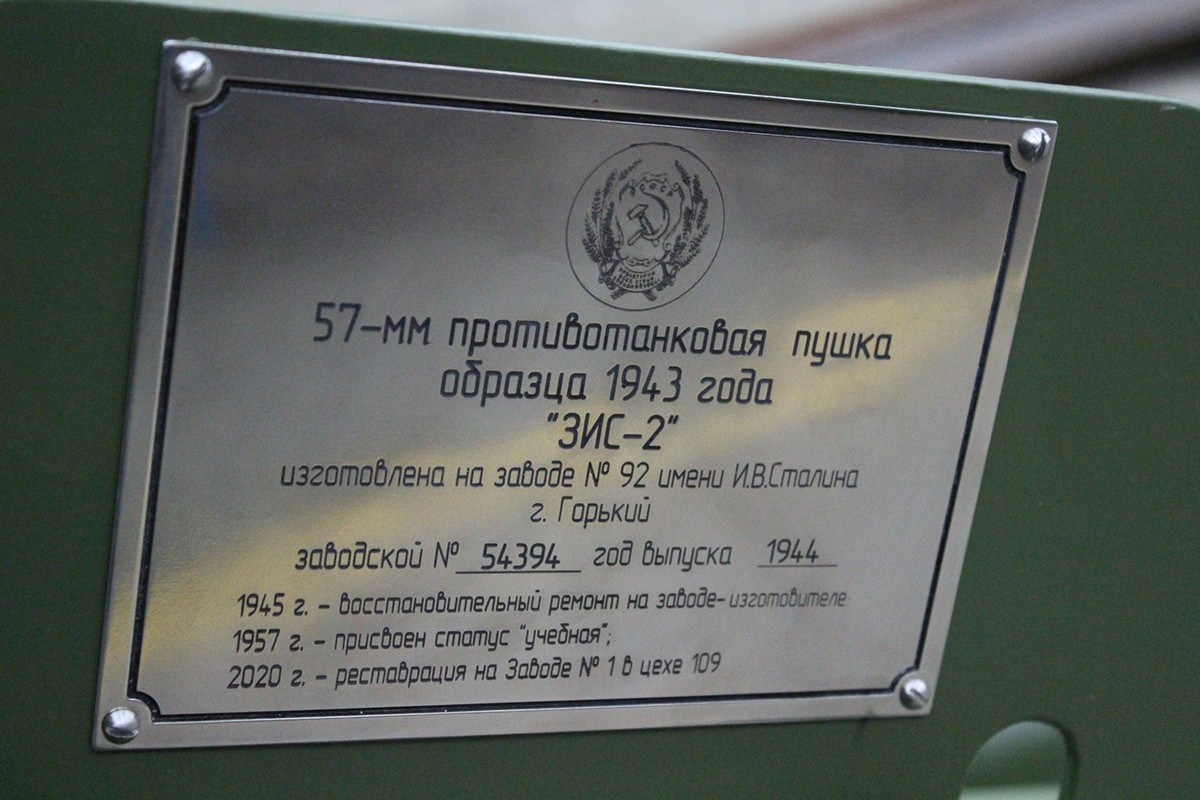 57-мм противотанковая пушка
образца 1943 года
"ЗИС-2"
изготовлена на заводе № 92 имени И.В.Сталина
г. Горький
заводской № 54394 год выпуска 1944
1945 г. - восстановительный ремонт на заводе-изготовителе
1957 г. - присвоен статус "учебная";
2020 г. - реставрация на Заводе № 1 в цехе 109